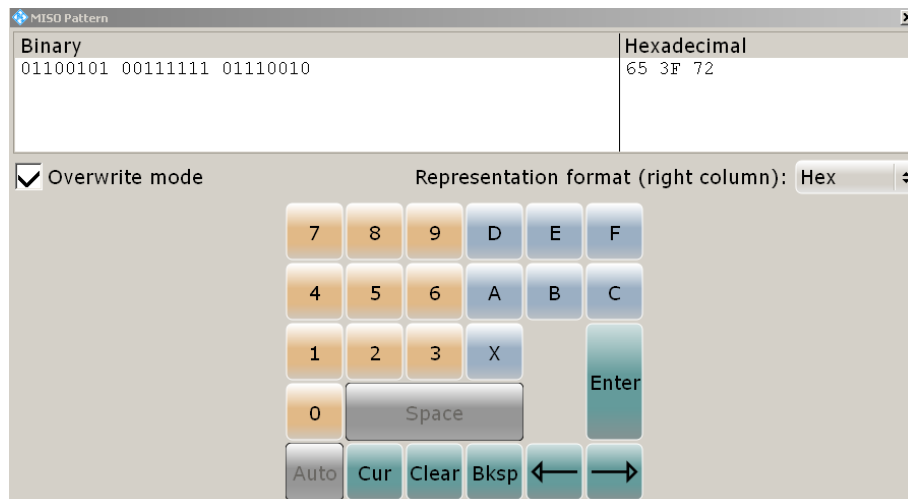 MISO Pattern
Binary Hexadecimal
01100101 00111111 01110010 65 3F 72
Overwrite mode Representation format (right column): Hex
7 8 9 D E F
4 5 6 A B C
1 2 3 X
Enter
0 Space
Auto Cur Clear Bksp